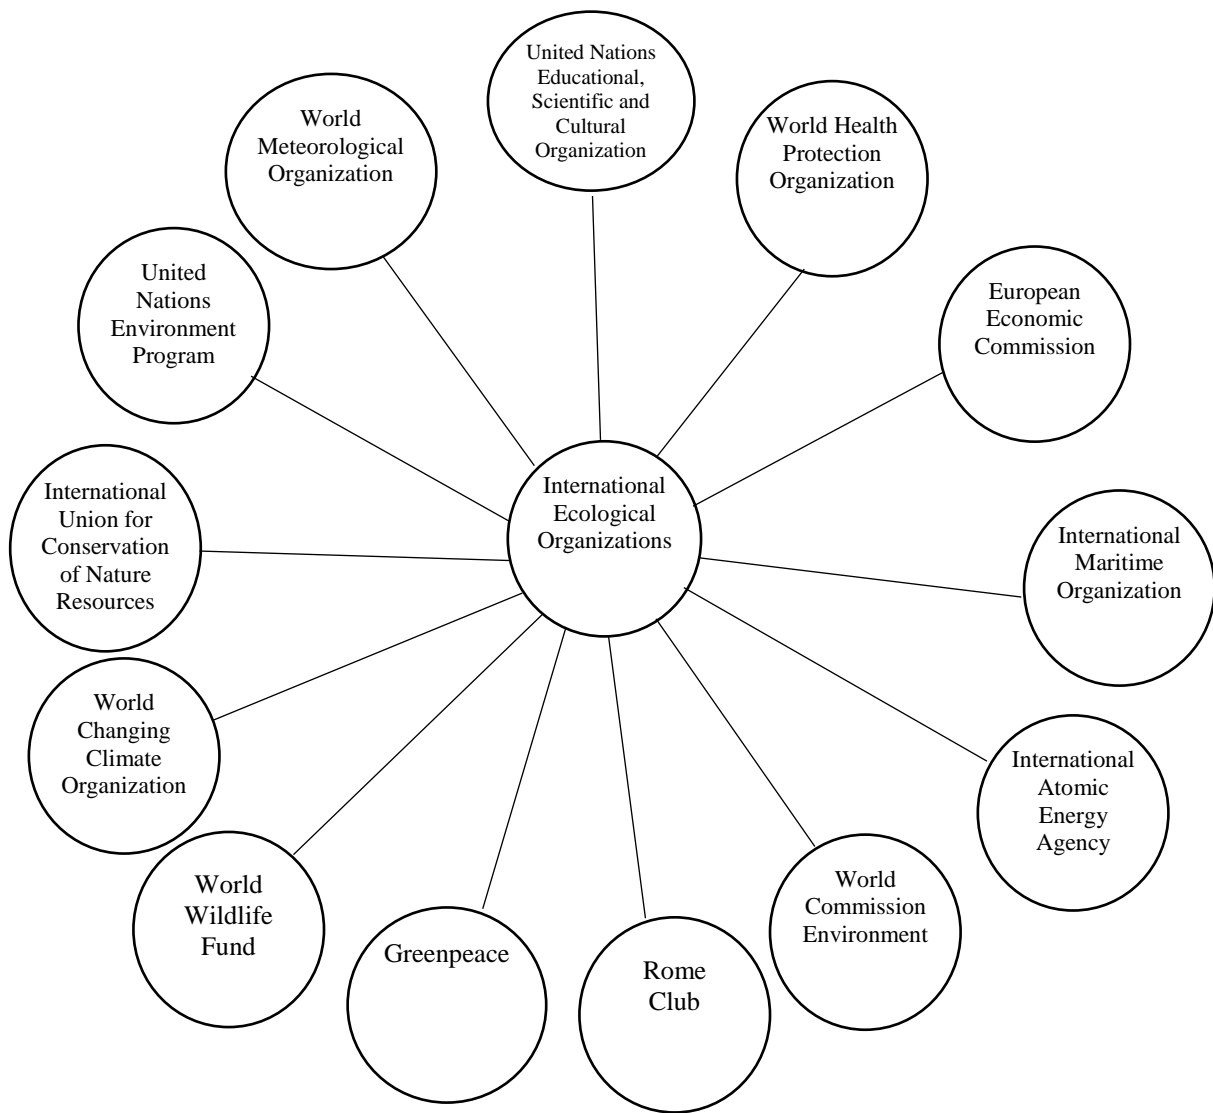 United Nations
Educational,
Scientific and
Cultural
Organization
World
Meteorological
Organization
World Health
Protection
Organization
United
Nations
Environment
Program
European
Economic
Commission
International
Union for
Conservation
of Nature
Resources
International
Ecological
Organizations
International
Maritime
Organization
World
Changing
Climate
Organization
International
Atomic
Energy
Agency
World
Wildlife
Fund
World
Commission
Environment
Greenpeace
Rome
Club